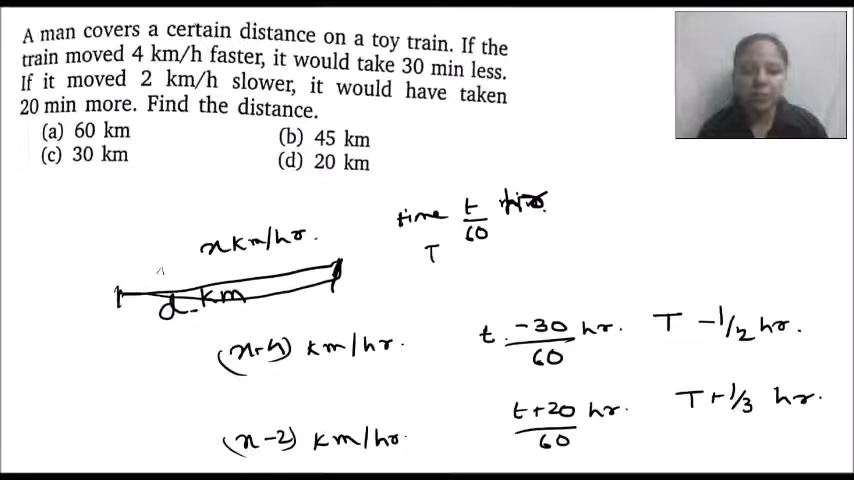 A man covers a certain distance on a toy train. If the
train moved 4 km/h faster, it would take 30 min less.
If it moved 2 km/h slower, it would have taken
20 min more. Find the distance.
(a) 60 km (b) 45 km
(c) 30 km (d) 20 km
time t/60
x km/hr.
T
d km
(x+4) km/hr. t-30/60 hr. T - 1/2 hr.
(x-2) km/hr. t+20/60 hr. T+1/3 hr.